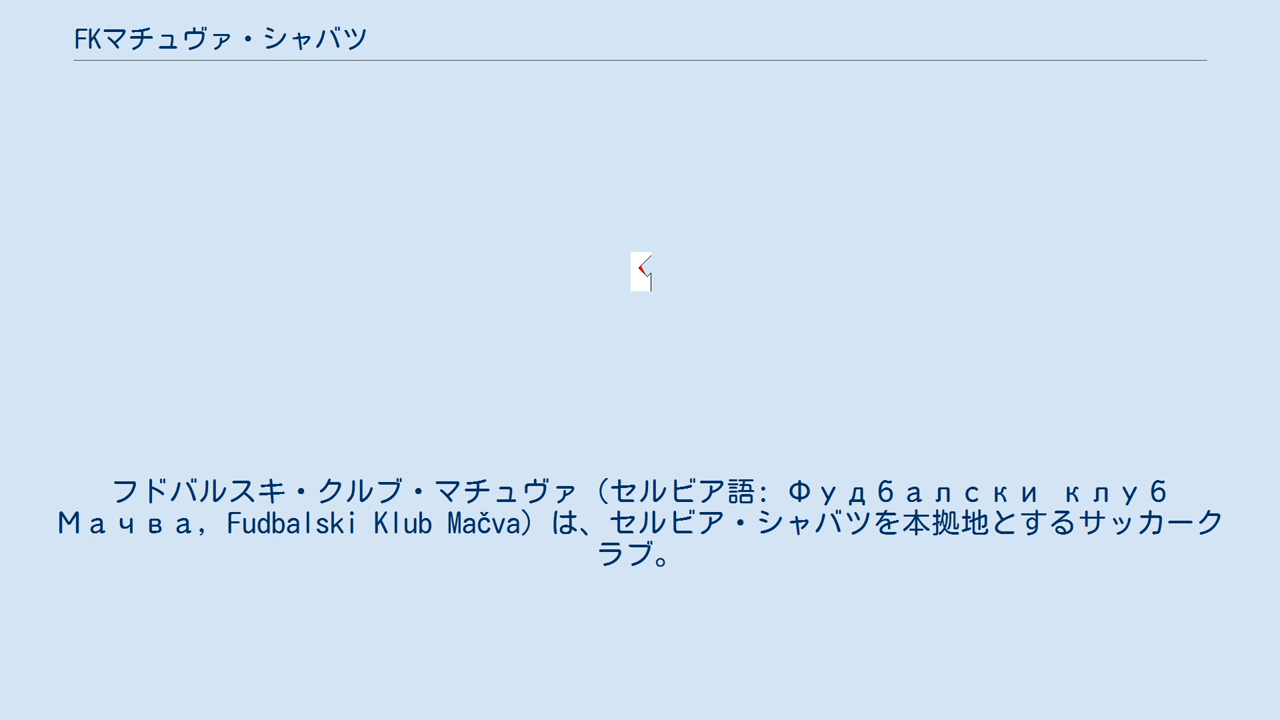 FKマチュヴァ・シャバツ
フドバルスキ・クルブ・マチュヴァ（セルビア語: Фудбалски клуб
Мачва, Fudbalski Klub Mačva）は、セルビア・シャバツを本拠地とするサッカーク
ラブ。